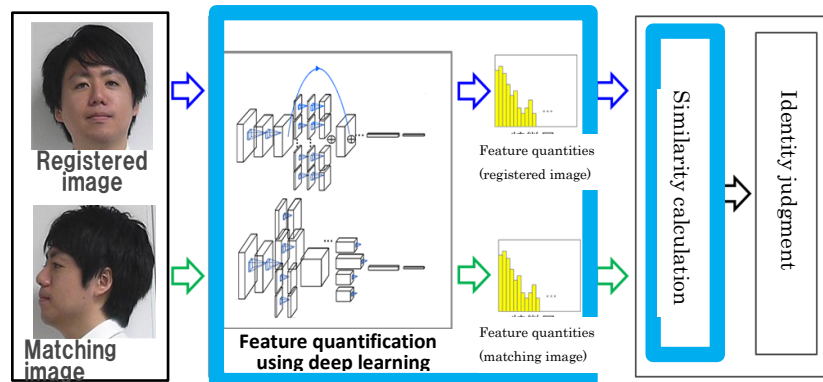 Registered
image
Matching
image
Feature quantification
using deep learning
...
...
Feature quantities
(registered image)
...
Feature quantities
(matching image)
...
Similarity calculation
Identity judgment